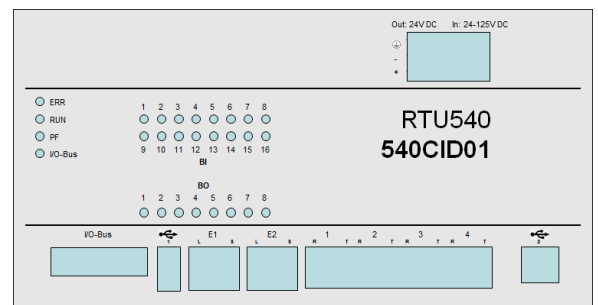 Out: 24V DC In: 24-125V DC
-
+
ERR
RUN
PF
I/O-Bus
1 2 3 4 5 6 7 8
9 10 11 12 13 14 15 16
BI
BO
1 2 3 4 5 6 7 8
RTU540
540CID01
I/O-Bus E1 E2 1 2 3 4
1 L S L S R T R T R T R T 2